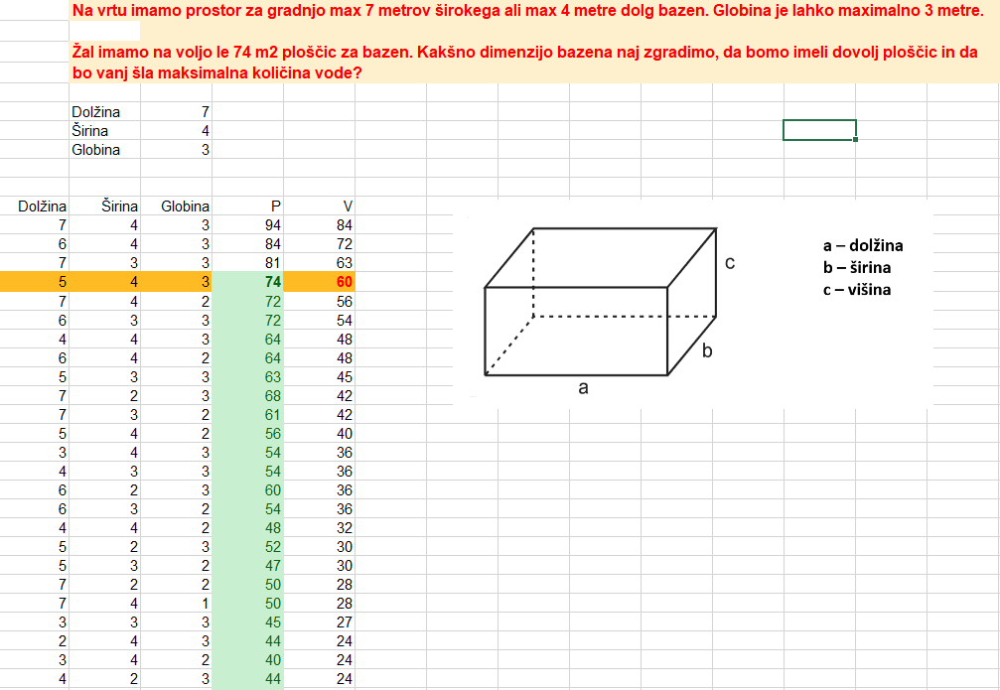 Na vrtu imamo prostor za gradnjo max 7 metrov širokega ali max 4 metre dolg bazen. Globina je lahko maximalno 3 metre.
Žal imamo na voljo le 74 m2 ploščic za bazen. Kakšno dimenzijo bazena naj zgradimo, da bomo imeli dovolj ploščic in da
bo vanj šla maksimalna količina vode?
Dolžina 7
Širina 4
Globina 3
Dolžina Širina Globina P V
7 4 3 94 84
6 4 3 84 72
7 3 3 81 63
5 4 3 74 60
7 4 2 72 56
6 3 3 72 54
4 4 3 64 48
6 4 2 64 48
5 3 3 63 45
7 2 3 68 42
7 3 2 61 42
5 4 2 56 40
3 4 3 54 36
4 3 3 54 36
6 2 3 60 36
6 3 2 54 36
4 4 2 48 32
5 2 3 52 30
5 3 2 47 30
7 2 2 50 28
7 4 1 50 28
3 3 3 45 27
2 4 3 44 24
3 4 2 40 24
4 2 3 44 24
c
b
a
a – dolžina
b – širina
c – višina